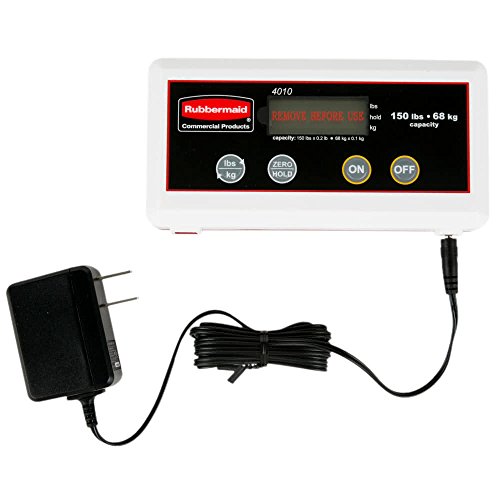 4010
Rubbermaid
®
Commercial Products
REMOVE HEFORE USE
lbs
hold
kg
150 lbs • 68 kg
capacity
capacity: 150 lbs x 0.2 lb ● 68 kg x 0.1 kg
lbs
kg
ZERO
HOLD
ON
OFF